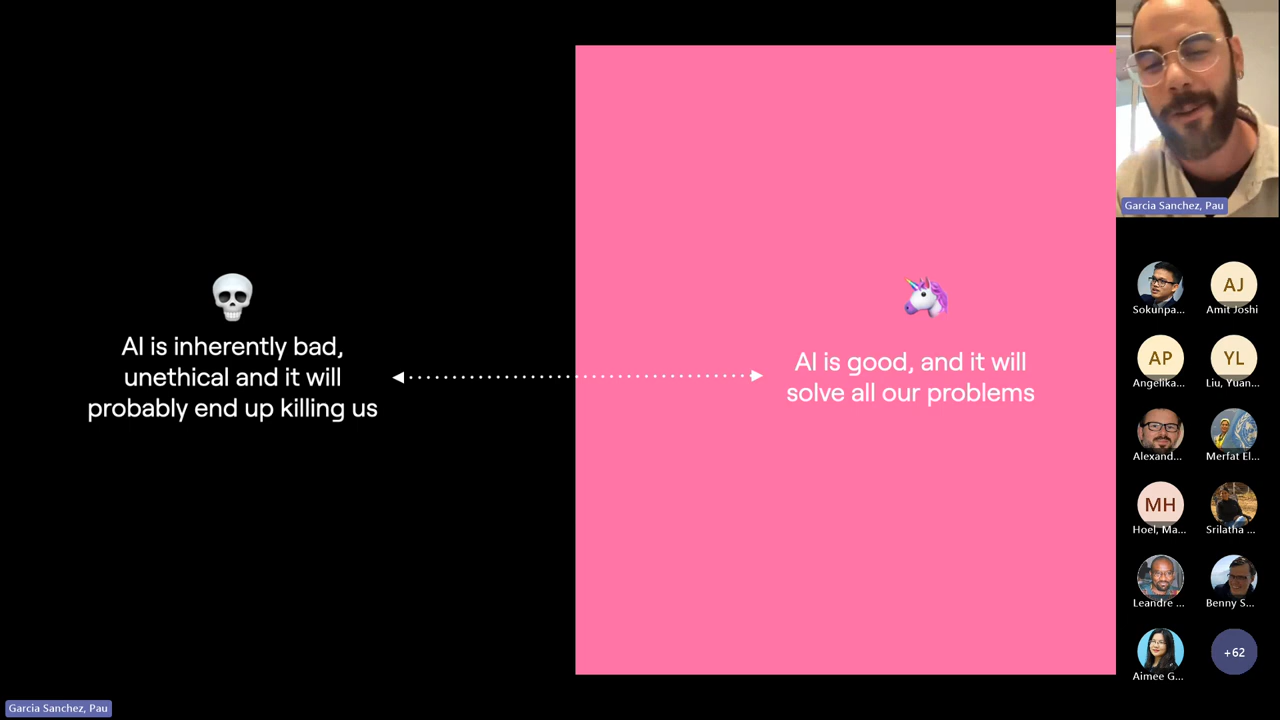 AI is inherently bad,
unethical and it will
probably end up killing us
AI is good, and it will
solve all our problems
Garcia Sanchez, Pau
Sokunpa...
AJ
Amit Joshi
AP
Angelika...
YL
Liu, Yuan...
Alexand...
Merfat El...
MH
Hoel, Ma...
Srilatha ...
Leandre ...
Benny S...
Aimee G...
+62
Garcia Sanchez, Pau